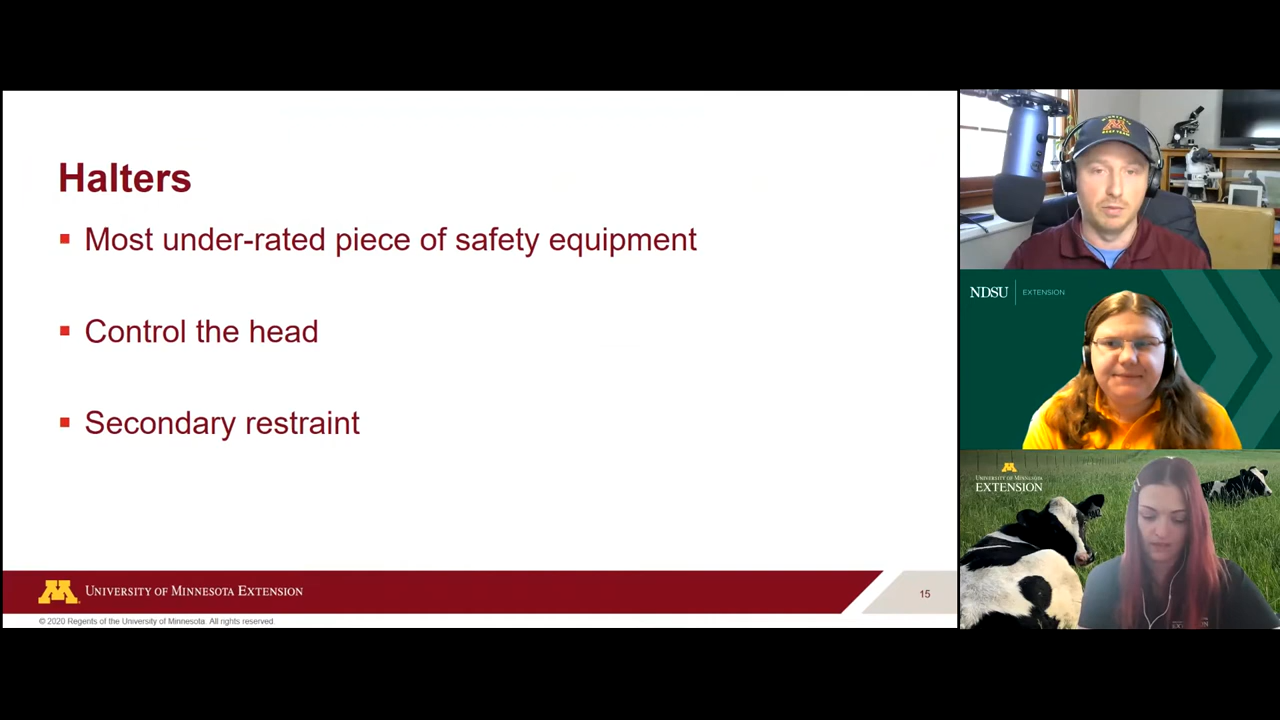 Halters
Most under-rated piece of safety equipment
Control the head
Secondary restraint
UNIVERSITY OF MINNESOTA EXTENSION
15
© 2020 Regents of the University of Minnesota All rights reserved.
NDSU
EXTENSION
UNIVERSITY OF MINNESOTA
EXTENSION